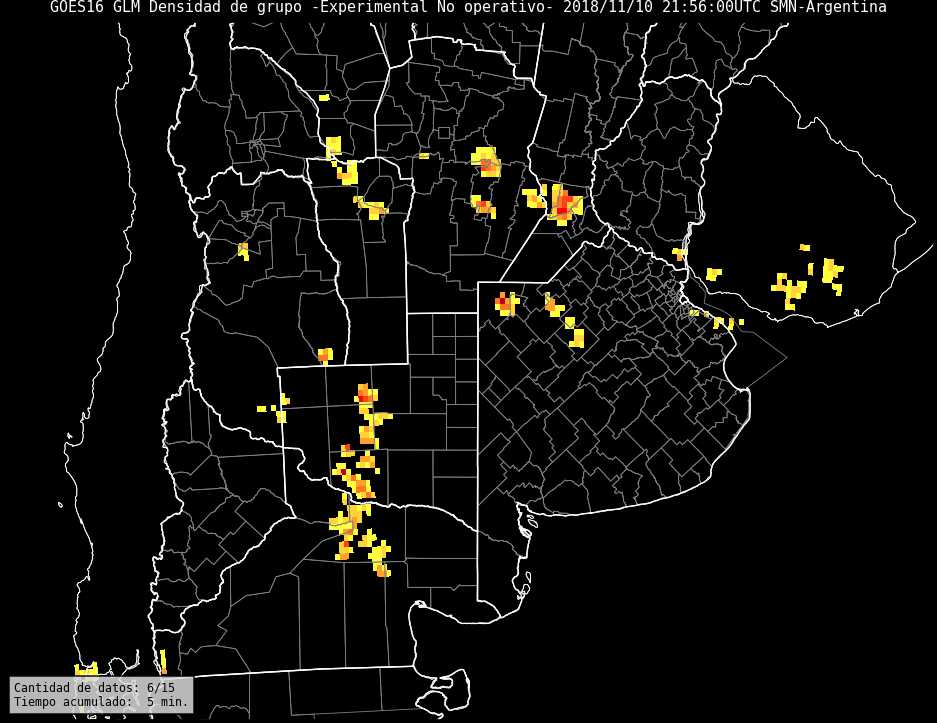 GOES16 GLM Densidad de grupo -Experimental No operativo- 2018/11/10 21:56:00UTC SMN-Argentina
Cantidad de datos: 6/15
Tiempo acumulado:  5 min.